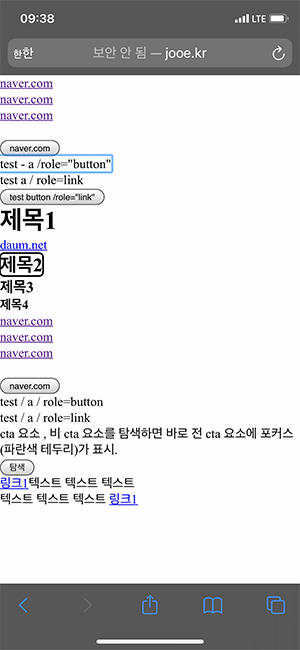 09:38
LTE
한한 보안 안 됨 — jooe.kr
naver.com
naver.com
naver.com
naver.com
test - a /role="button"
test a / role=link
test button /role="link"
제목1
daum.net
제목2
제목3
제목4
naver.com
naver.com
naver.com
naver.com
test / a / role=button
test / a / role=link
cta 요소 , 비 cta 요소를 탐색하면 바로 전 cta 요소에 포커스
(파란색 테두리)가 표시.
탐색
링크1텍스트 텍스트 텍스트
텍스트 텍스트 텍스트 링크1